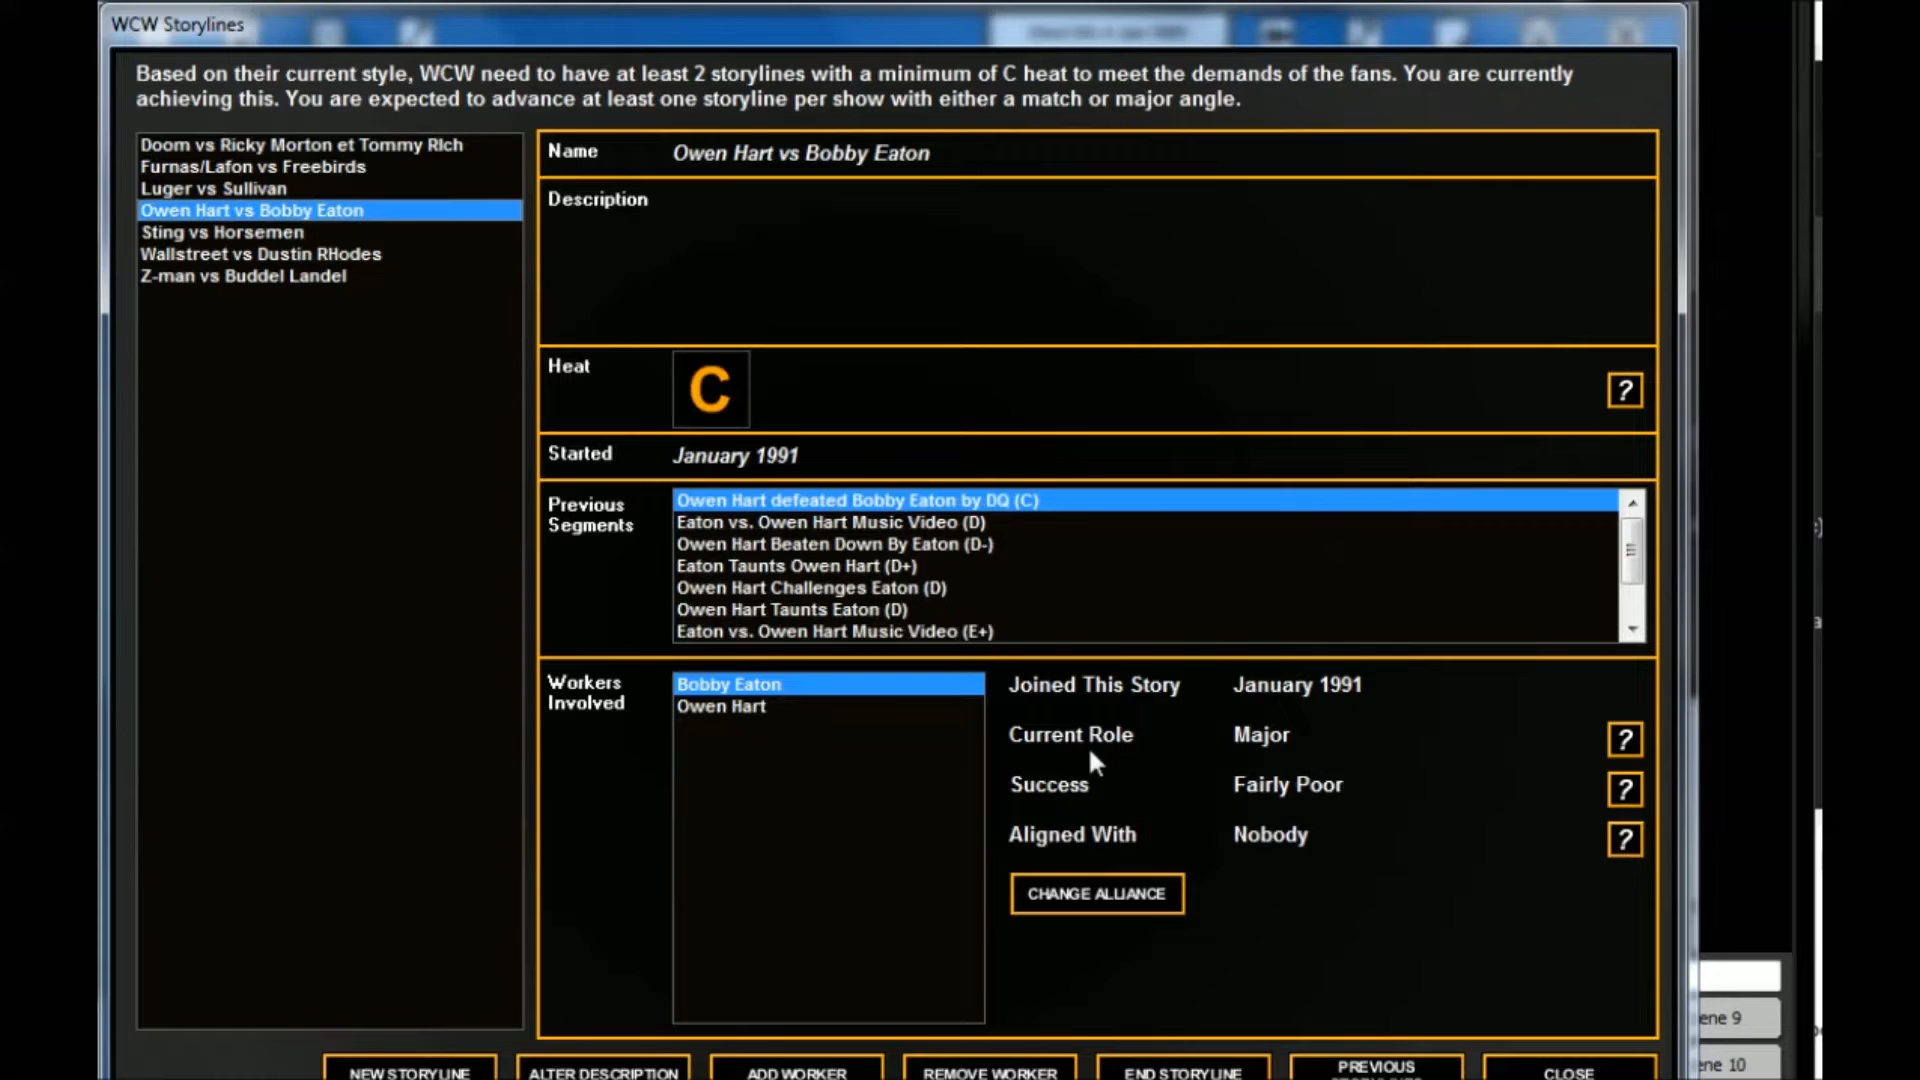 WCW Storylines
Based on their current style, WCW need to have at least 2 storylines with a minimum of C heat to meet the demands of the fans. You are currently
achieving this. You are expected to advance at least one storyline per show with either a match or major angle.
Doom vs Ricky Morton et Tommy RIch
Furnas/Lafon vs Freebirds
Luger vs Sullivan
Owen Hart vs Bobby Eaton
Sting vs Horsemen
Wallstreet vs Dustin RHodes
Z-man vs Buddel Landel
Name
Owen Hart vs Bobby Eaton
Description
Heat
C
?
Started
January 1991
Previous
Segments
Owen Hart defeated Bobby Eaton by DQ (C)
Eaton vs. Owen Hart Music Video (D)
Owen Hart Beaten Down By Eaton (D-)
Eaton Taunts Owen Hart (D+)
Owen Hart Challenges Eaton (D)
Owen Hart Taunts Eaton (D)
Eaton vs. Owen Hart Music Video (E+)
Workers
Involved
Bobby Eaton
Owen Hart
Joined This Story January 1991
Current Role Major ?
Success Fairly Poor ?
Aligned With Nobody ?
CHANGE ALLIANCE
ene 9
ene 10
NEW STORYLINE
ALTER DESCRIPTION
ADD WORKER
REMOVE WORKER
END STORYLINE
PREVIOUS
CLOSE